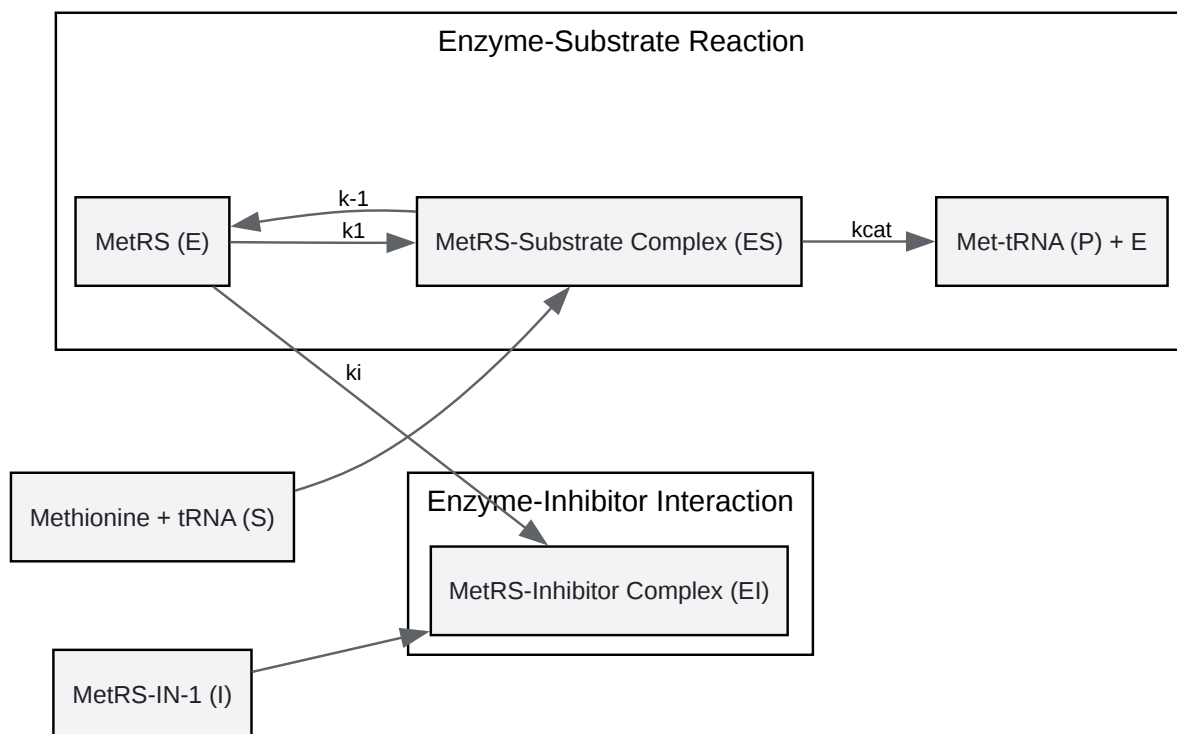 Enzyme-Substrate Reaction
k-1
MetRS (E)
k1
MetRS-Substrate Complex (ES)
kcat
Met-tRNA (P) + E
ki
Methionine + tRNA (S)
Enzyme-Inhibitor Interaction
MetRS-Inhibitor Complex (EI)
MetRS-IN-1 (I)